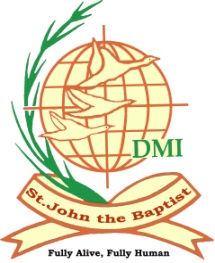 DMI
St.John the Baptist
Fully Alive, Fully Human